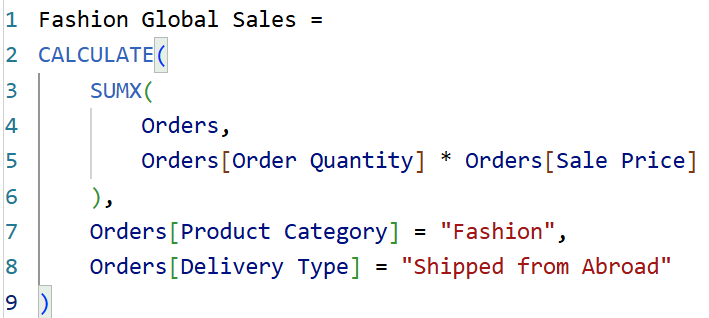 1 Fashion Global Sales =
2 CALCULATE(
3     SUMX(
4         Orders,
5         Orders[Order Quantity] * Orders[Sale Price]
6     ),
7     Orders[Product Category] = "Fashion",
8     Orders[Delivery Type] = "Shipped from Abroad"
9 )